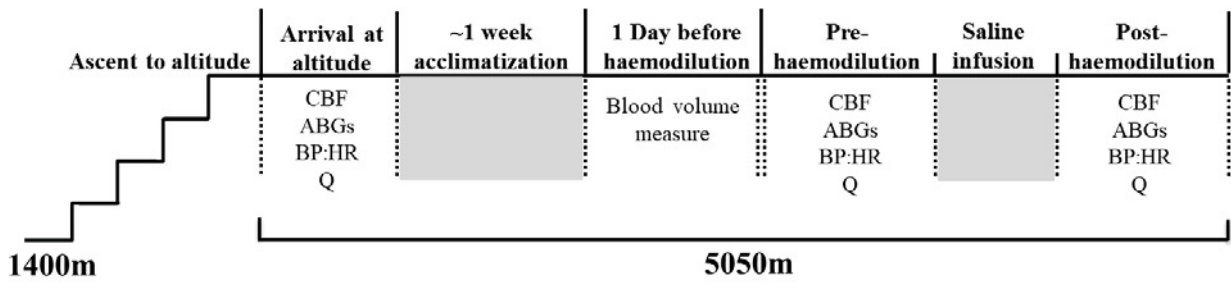 Ascent to altitude
Arrival at
altitude
~1 week
acclimatization
1 Day before
haemodilution
Pre-
haemodilution
Saline
infusion
Post-
haemodilution
CBF
ABGs
BP:HR
Q
Blood volume
measure
CBF
ABGs
BP:HR
Q
CBF
ABGs
BP:HR
Q
1400m
5050m